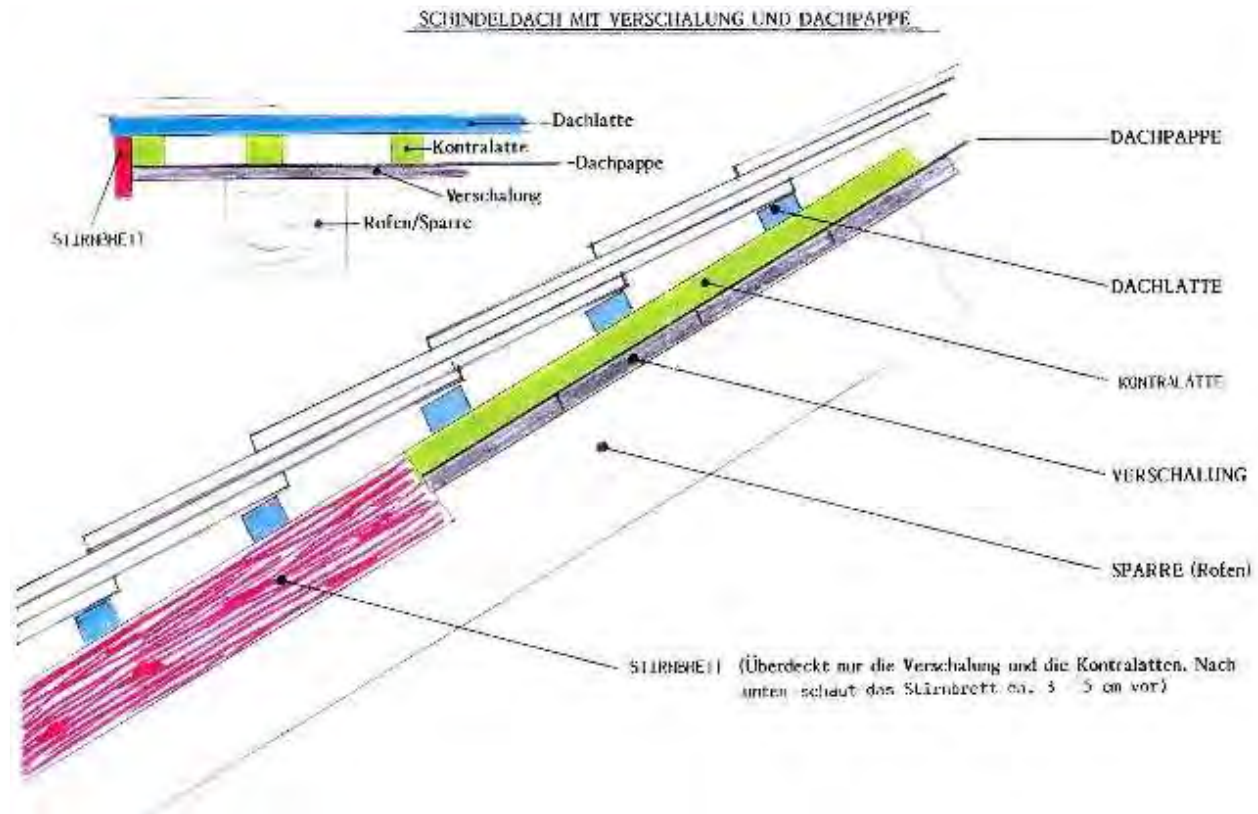 SCHINDELDACH MIT VERSCHALUNG UND DACHPAPPE
Dachlatte
Kontralatte
Dachpappe
Verschalung
Rofen/Sparre
STIRNBRETT
DACHPAPPE
DACHLATTE
KONTRALATTE
VERSCHALUNG
SPARRE (Rofen)
STIRNBRETT (Überdeckt nur die Verschalung und die Kontralatten. Nach
unten schaut das Stirnbrett ca. 3 - 5 cm vor)